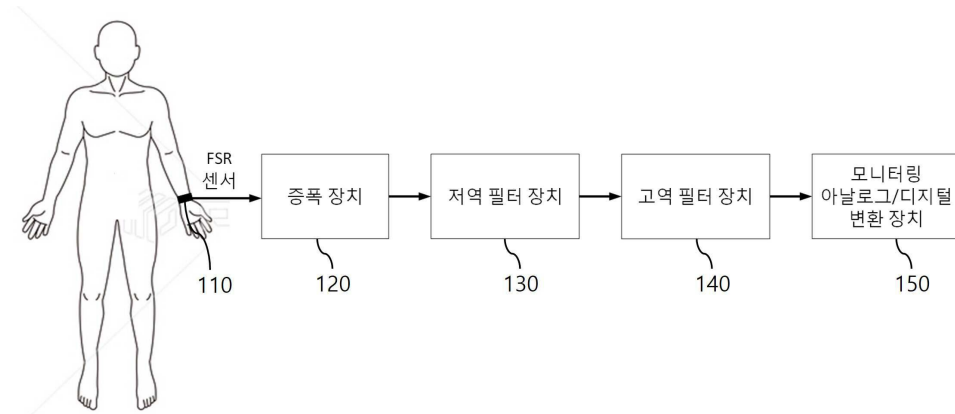 FSR
센서
증폭 장치
저역 필터 장치
고역 필터 장치
모니터링
아날로그/디지털
변환 장치
110
120
130
140
150